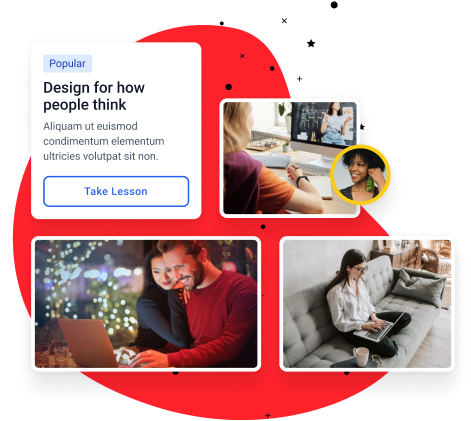 Popular
Design for how
people think
Aliquam ut euismod
condimentum elementum
ultricies volutpat sit non.
Take Lesson